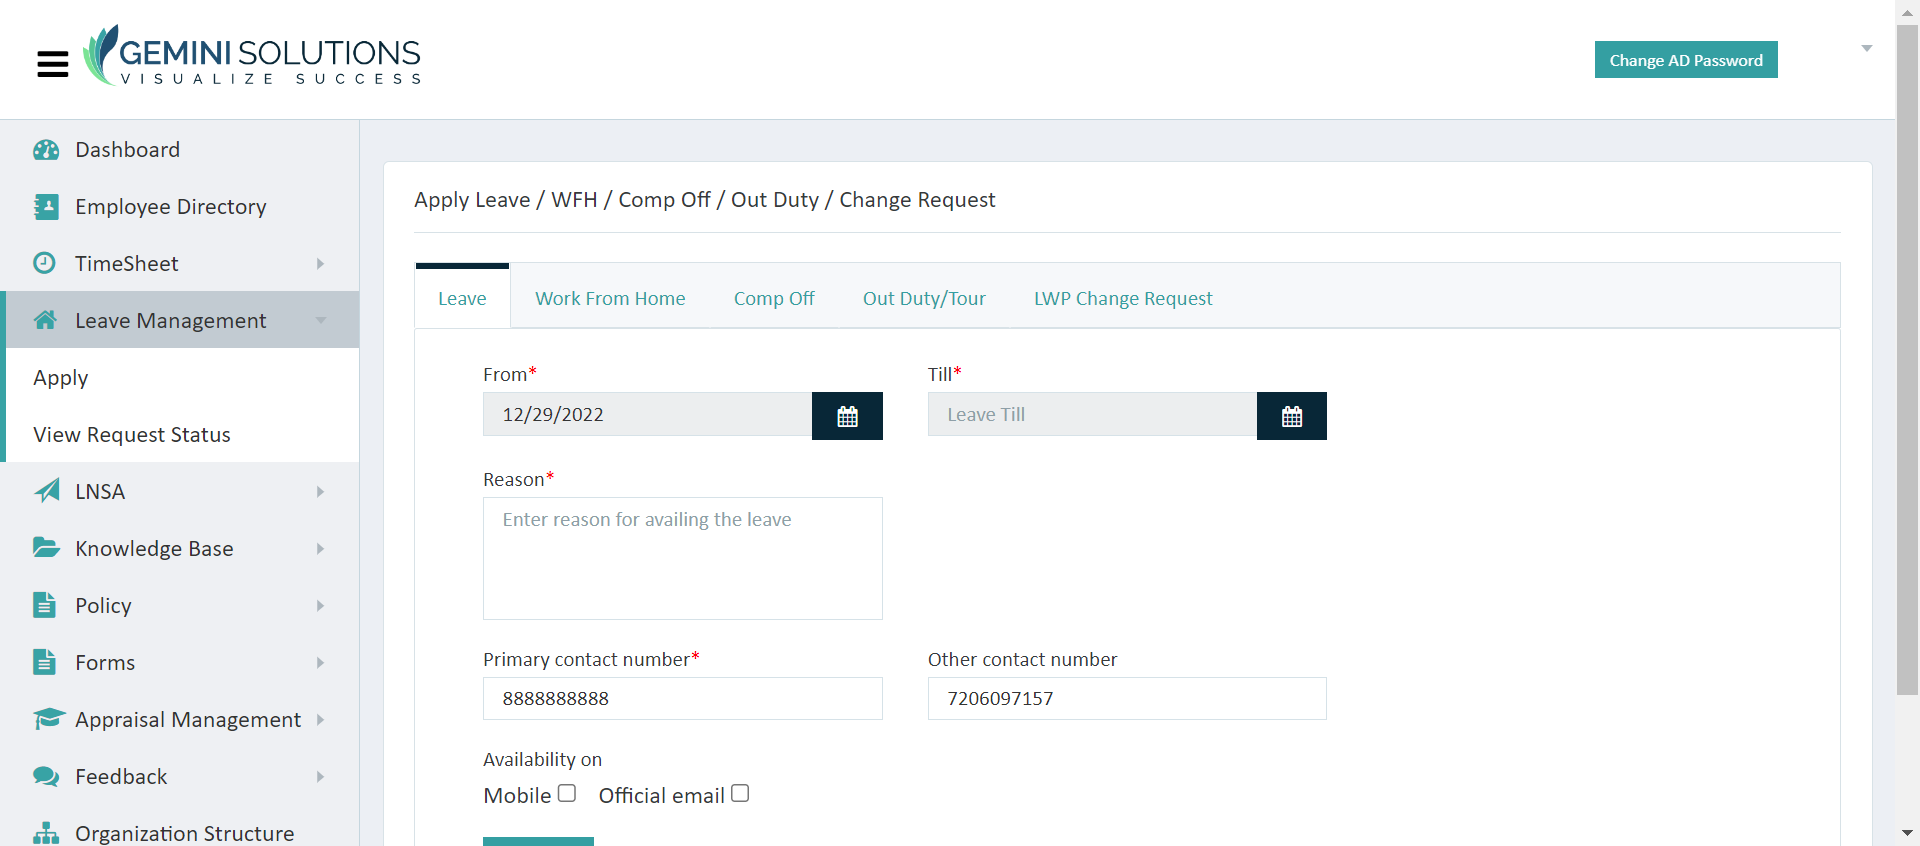 GEMINI SOLUTIONS
VISUALIZE SUCCESS
Change AD Password
Dashboard
Employee Directory
TimeSheet
Leave Management
Apply
View Request Status
LNSA
Knowledge Base
Policy
Forms
Appraisal Management
Feedback
Organization Structure
Apply Leave / WFH / Comp Off / Out Duty / Change Request
Leave Work From Home Comp Off Out Duty/Tour LWP Change Request
From* Till*
12/29/2022 Leave Till
Reason*
Enter reason for availing the leave
Primary contact number* Other contact number
8888888888 7206097157
Availability on
Mobile Official email